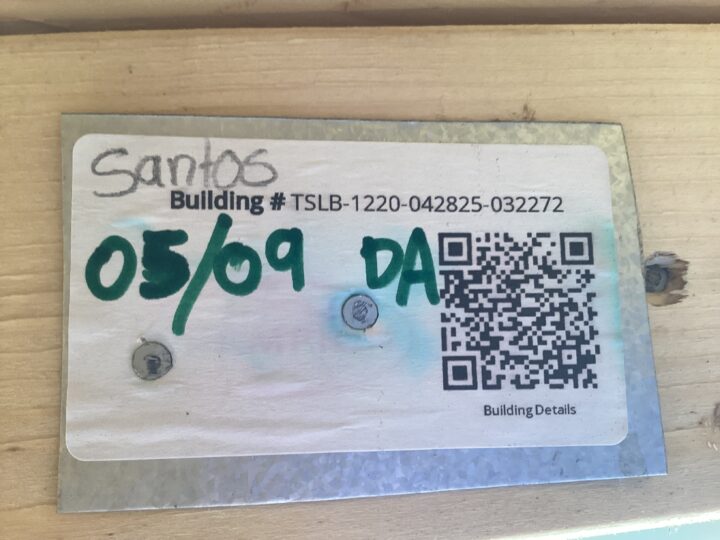 Santos
Building # TSLB-1220-042825-032272
05/09 DA
Building Details